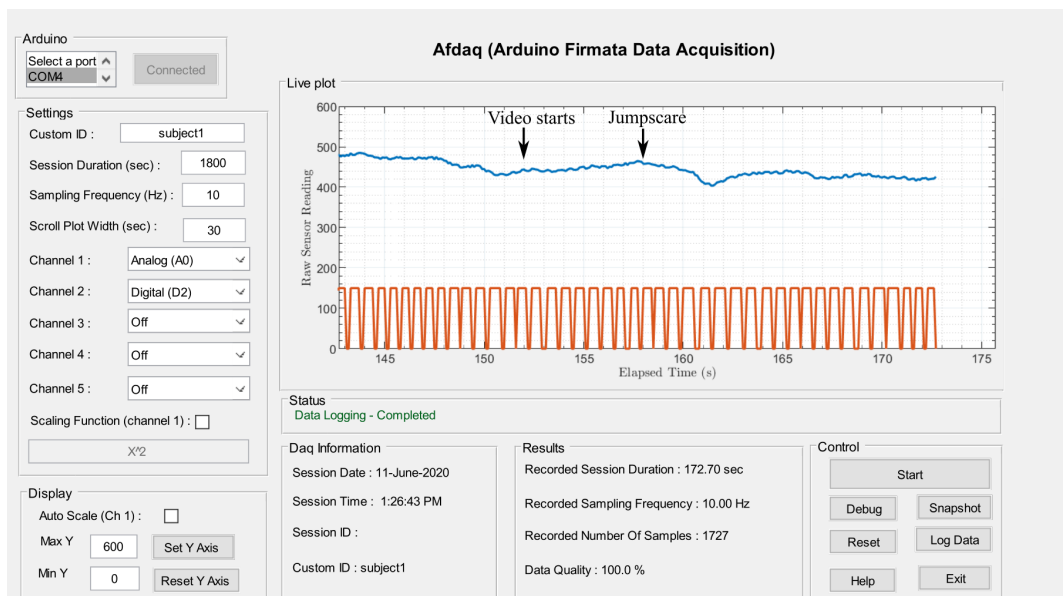 Arduino
Select a port
COM4
Connected
Afdaq (Arduino Firmata Data Acquisition)
Settings
Custom ID :
subject1
Session Duration (sec) :
1800
Sampling Frequency (Hz) :
10
Scroll Plot Width (sec) :
30
Channel 1 :
Analog (A0)
Channel 2 :
Digital (D2)
Channel 3 :
Off
Channel 4 :
Off
Channel 5 :
Off
Scaling Function (channel 1) :
X^2
Display
Auto Scale (Ch 1) :
Max Y
600
Set Y Axis
Min Y
0
Reset Y Axis
Live plot
Video starts
Jumpscare
600
500
400
300
200
100
0
Raw Sensor Reading
145
150
155
160
165
170
175
Elapsed Time (s)
Status
Data Logging - Completed
Daq Information
Session Date : 11-June-2020
Session Time : 1:26:43 PM
Session ID :
Custom ID : subject1
Results
Recorded Session Duration : 172.70 sec
Recorded Sampling Frequency : 10.00 Hz
Recorded Number Of Samples : 1727
Data Quality : 100.0 %
Control
Start
Debug
Snapshot
Reset
Log Data
Help
Exit